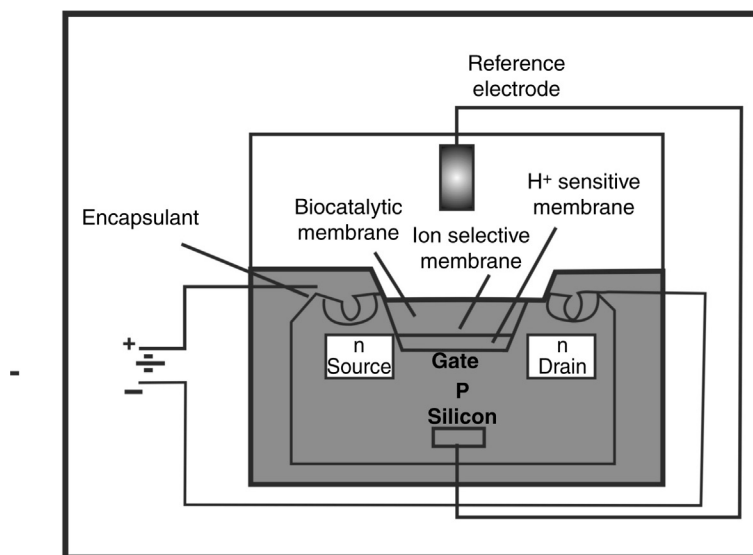 Reference
electrode
H+ sensitive
membrane
Biocatalytic
membrane
Ion selective
membrane
Encapsulant
+
-
-
n
Source
Gate
n
Drain
P
Silicon